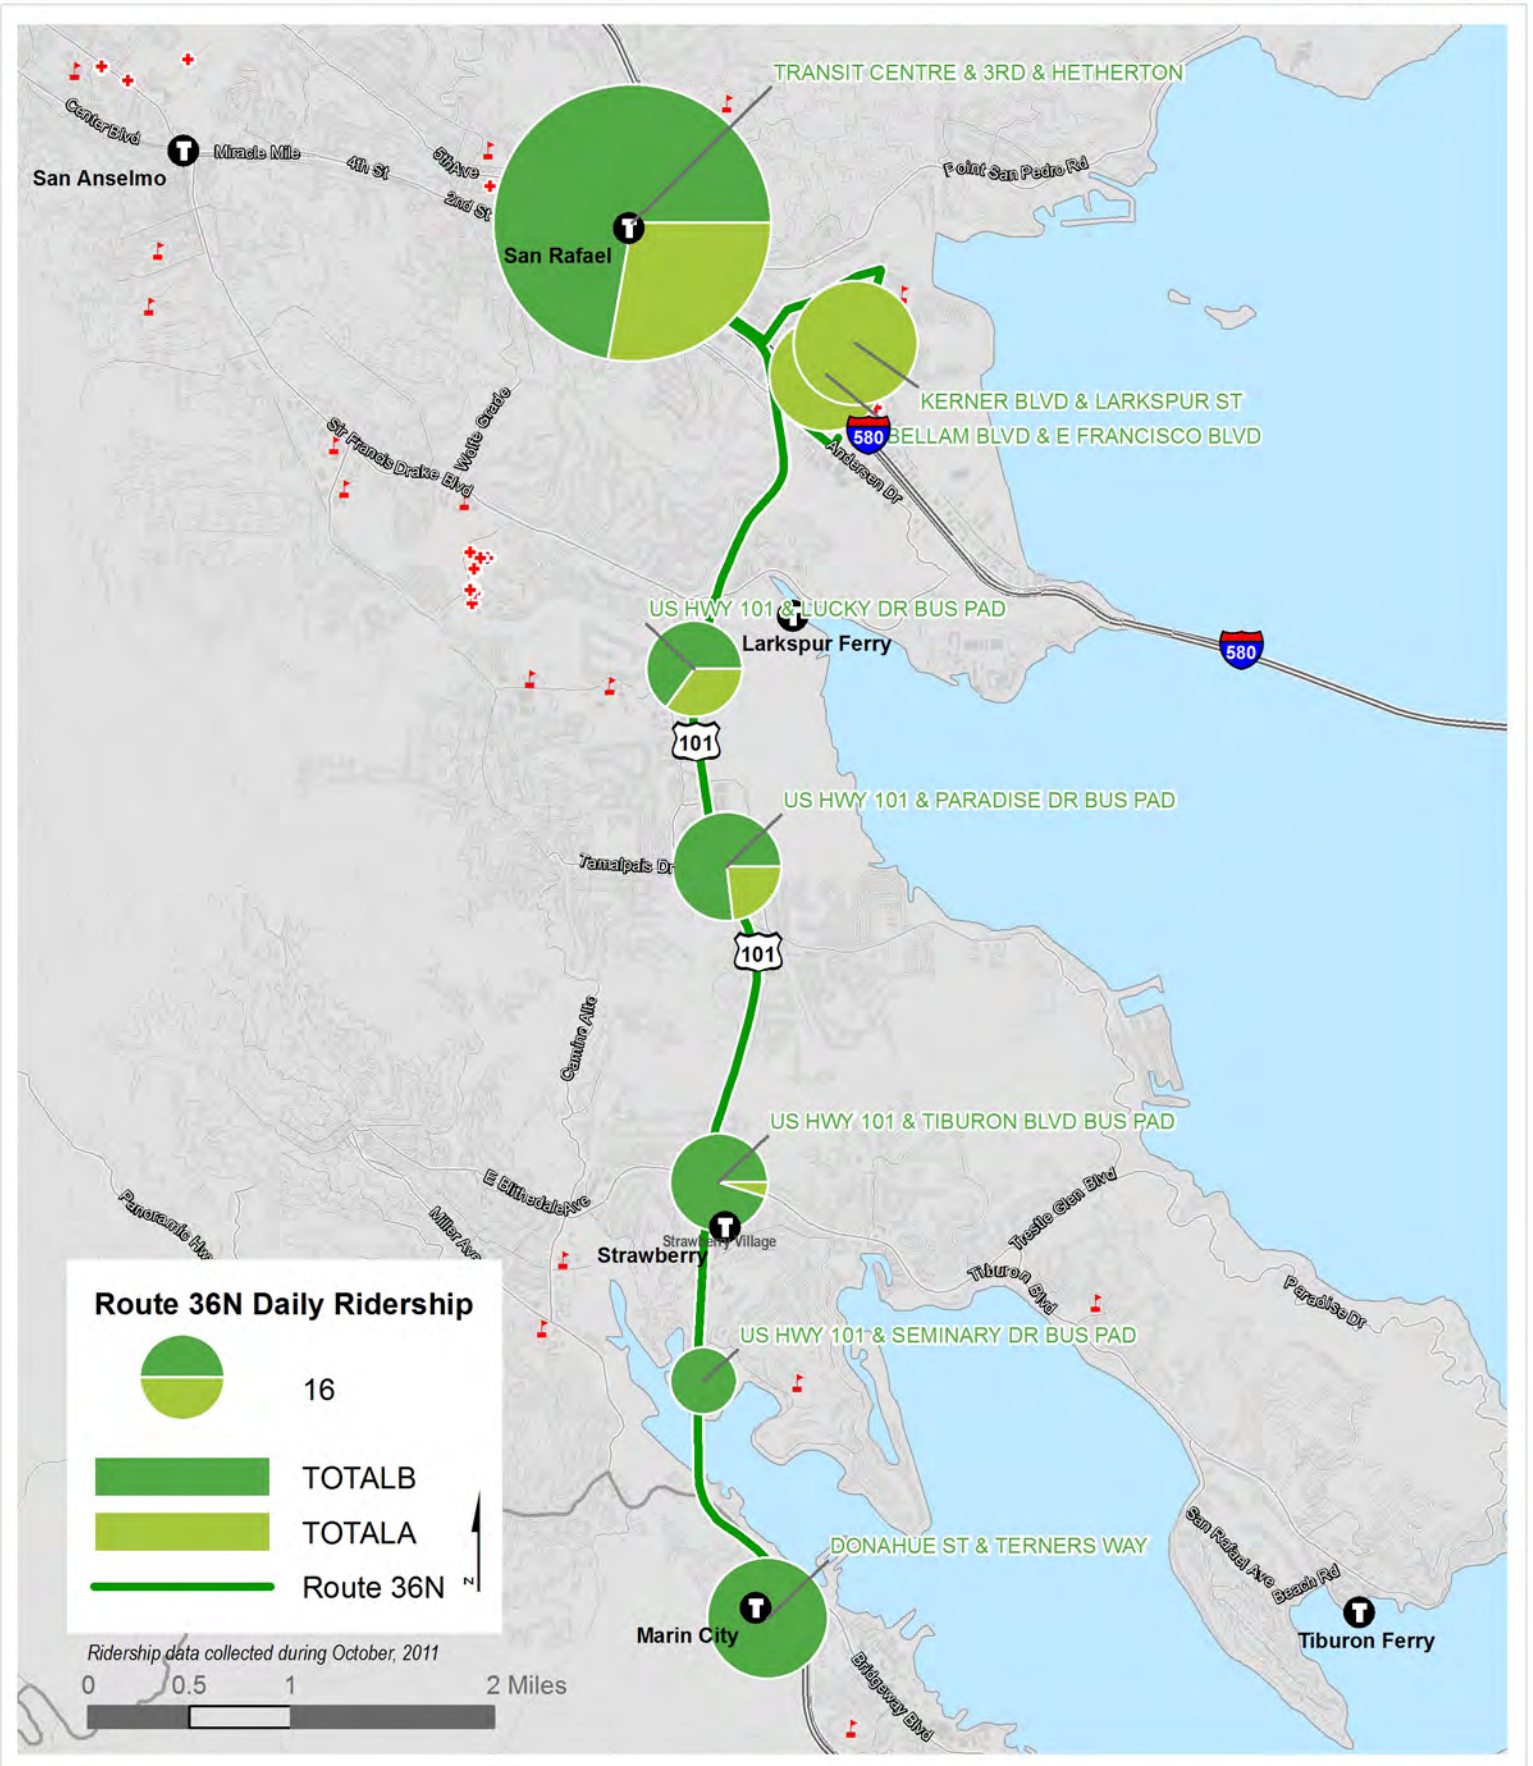 TRANSIT CENTRE & 3RD & HETHERTON
Center Blvd
Miracle Mile
San Anselmo
4th St
5th Ave
2nd St
Point San Pedro Rd
San Rafael
KERNER BLVD & LARKSPUR ST
580
BELLAM BLVD & E FRANCISCO BLVD
Wolfe Grade
Sir Francis Drake Blvd
Andersen Dr
US HWY 101 & LUCKY DR BUS PAD
Larkspur Ferry
580
101
US HWY 101 & PARADISE DR BUS PAD
Tamalpais Dr
101
Camino Alto
US HWY 101 & TIBURON BLVD BUS PAD
E Blithedale Ave
Trestle Glen Blvd
Panoramic Hwy
Miller Ave
Strawberry Village
Strawberry
Tiburon Blvd
Paradise Dr
US HWY 101 & SEMINARY DR BUS PAD
Route 36N Daily Ridership
16
TOTALB
TOTALA
Route 36N
N
San Rafael Ave
Beach Rd
DONAHUE ST & TERNERS WAY
Marin City
Tiburon Ferry
Bridgeway Blvd
Ridership data collected during October, 2011
0 0.5 1 2 Miles